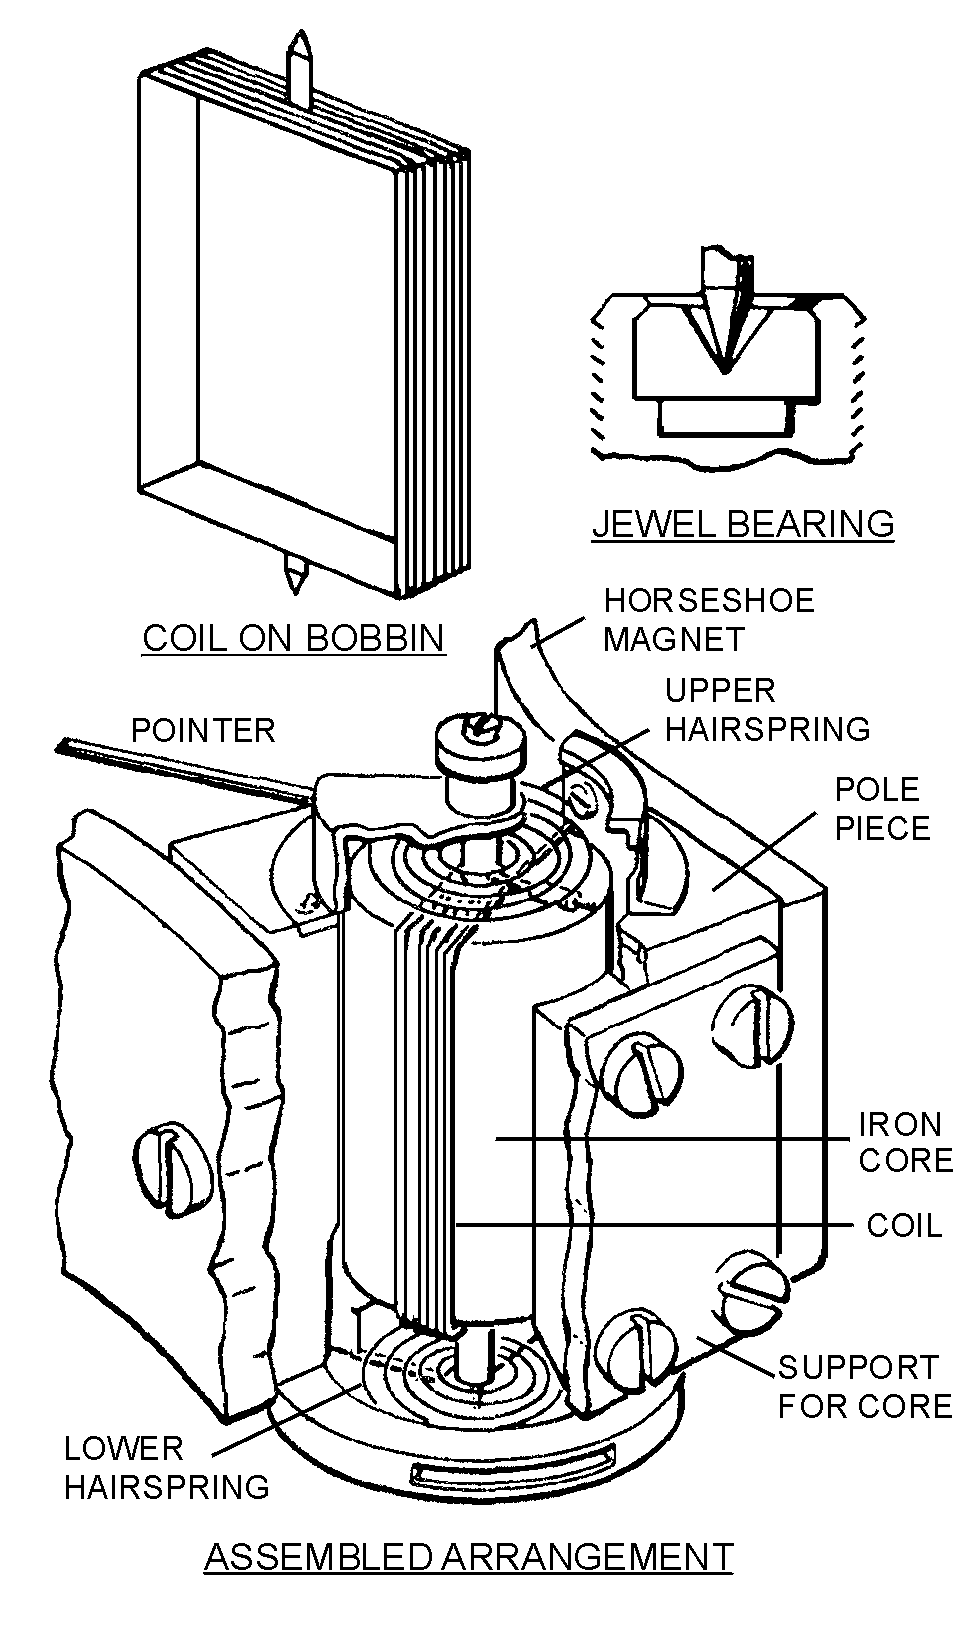 JEWEL BEARING
COIL ON BOBBIN
HORSESHOE
MAGNET
UPPER
HAIRSPRING
POINTER
POLE
PIECE
IRON
CORE
COIL
SUPPORT
FOR CORE
LOWER
HAIRSPRING
ASSEMBLED ARRANGEMENT